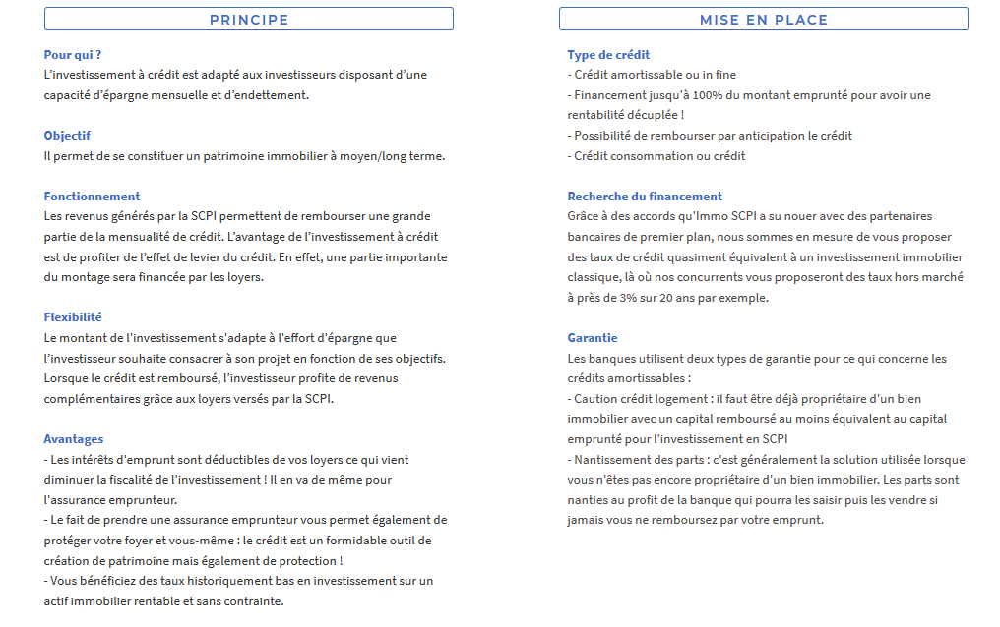 PRINCIPE
Pour qui ?
L’investissement à crédit est adapté aux investisseurs disposant d’une
capacité d’épargne mensuelle et d’endettement.
Objectif
Il permet de se constituer un patrimoine immobilier à moyen/long terme.
Fonctionnement
Les revenus générés par la SCPI permettent de rembourser une grande
partie de la mensualité de crédit. L’avantage de l’investissement à crédit
est de profiter de l’effet de levier du crédit. En effet, une partie importante
du montage sera financée par les loyers.
Flexibilité
Le montant de l'investissement s'adapte à l'effort d'épargne que
l’investisseur souhaite consacrer à son projet en fonction de ses objectifs.
Lorsque le crédit est remboursé, l’investisseur profite de revenus
complémentaires grâce aux loyers versés par la SCPI.
Avantages
- Les intérêts d'emprunt sont déductibles de vos loyers ce qui vient
diminuer la fiscalité de l'investissement ! Il en va de même pour
l'assurance emprunteur.
- Le fait de prendre une assurance emprunteur vous permet également de
protéger votre foyer et vous-même : le crédit est un formidable outil de
création de patrimoine mais également de protection !
- Vous bénéficiez des taux historiquement bas en investissement sur un
actif immobilier rentable et sans contrainte.
MISE EN PLACE
Type de crédit
- Crédit amortissable ou in fine
- Financement jusqu'à 100% du montant emprunté pour avoir une
rentabilité décuplée !
- Possibilité de rembourser par anticipation le crédit
- Crédit consommation ou crédit
Recherche du financement
Grâce à des accords qu'Immo SCPI a su nouer avec des partenaires
bancaires de premier plan, nous sommes en mesure de vous proposer
des taux de crédit quasiment équivalent à un investissement immobilier
classique, là où nos concurrents vous proposeront des taux hors marché
à près de 3% sur 20 ans par exemple.
Garantie
Les banques utilisent deux types de garantie pour ce qui concerne les
crédits amortissables :
- Caution crédit logement : il faut être déjà propriétaire d'un bien
immobilier avec un capital remboursé au moins équivalent au capital
emprunté pour l'investissement en SCPI
- Nantissement des parts : c'est généralement la solution utilisée lorsque
vous n'êtes pas encore propriétaire d'un bien immobilier. Les parts sont
nanties au profit de la banque qui pourra les saisir puis les vendre si
jamais vous ne remboursez par votre emprunt.